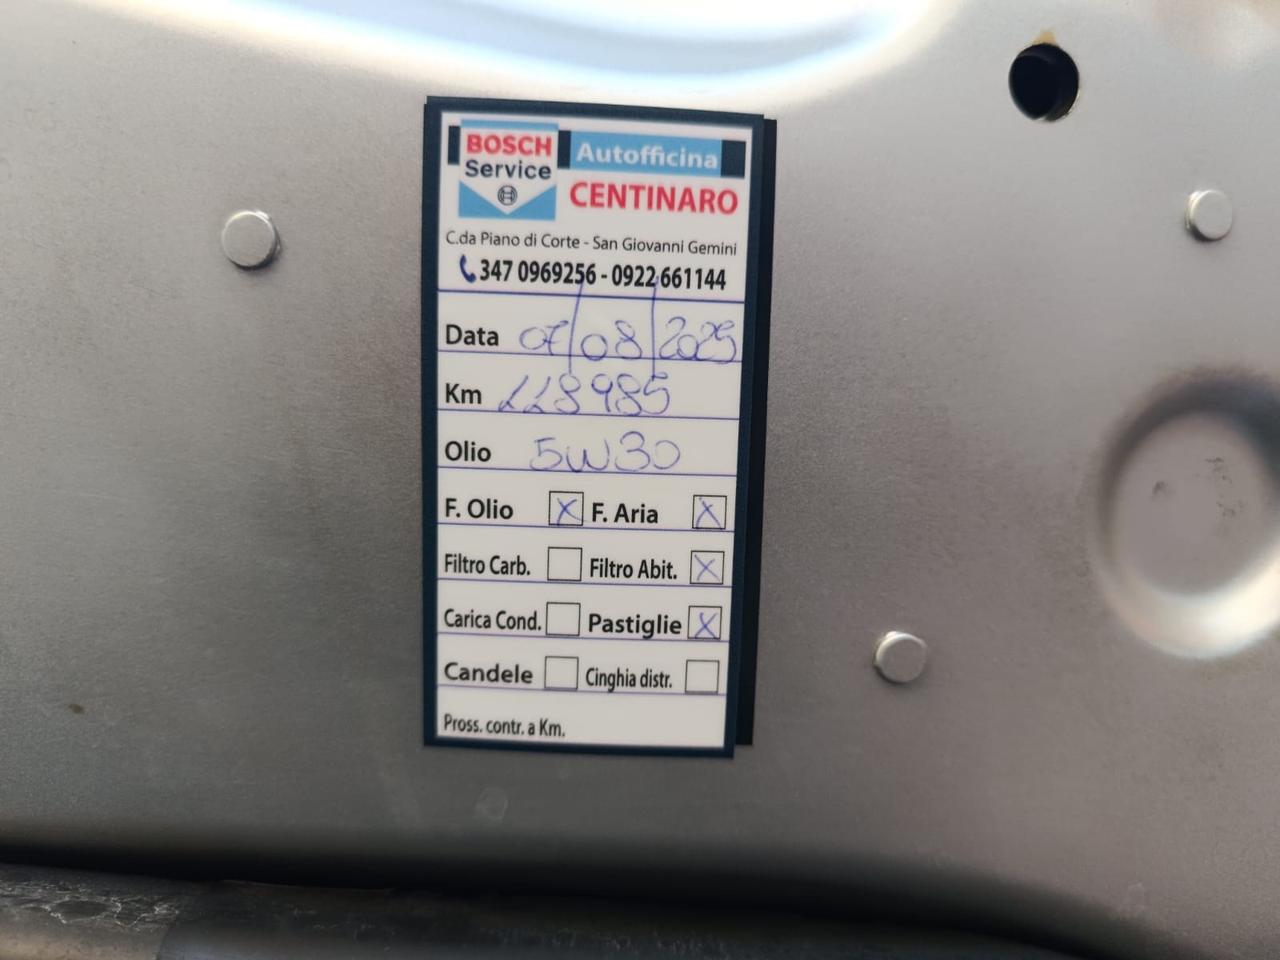 BOSCH
Service
Autofficina
CENTINARO
C.da Piano di Corte - San Giovanni Gemini
347 0969256 - 0922 661144
Data 07/08/2025
Km 118985
Olio 5W30
F. Olio X F. Aria X
Filtro Carb. Filtro Abit. X
Carica Cond. Pastiglie X
Candele Cinghia distr.
Pross. contr. a Km.